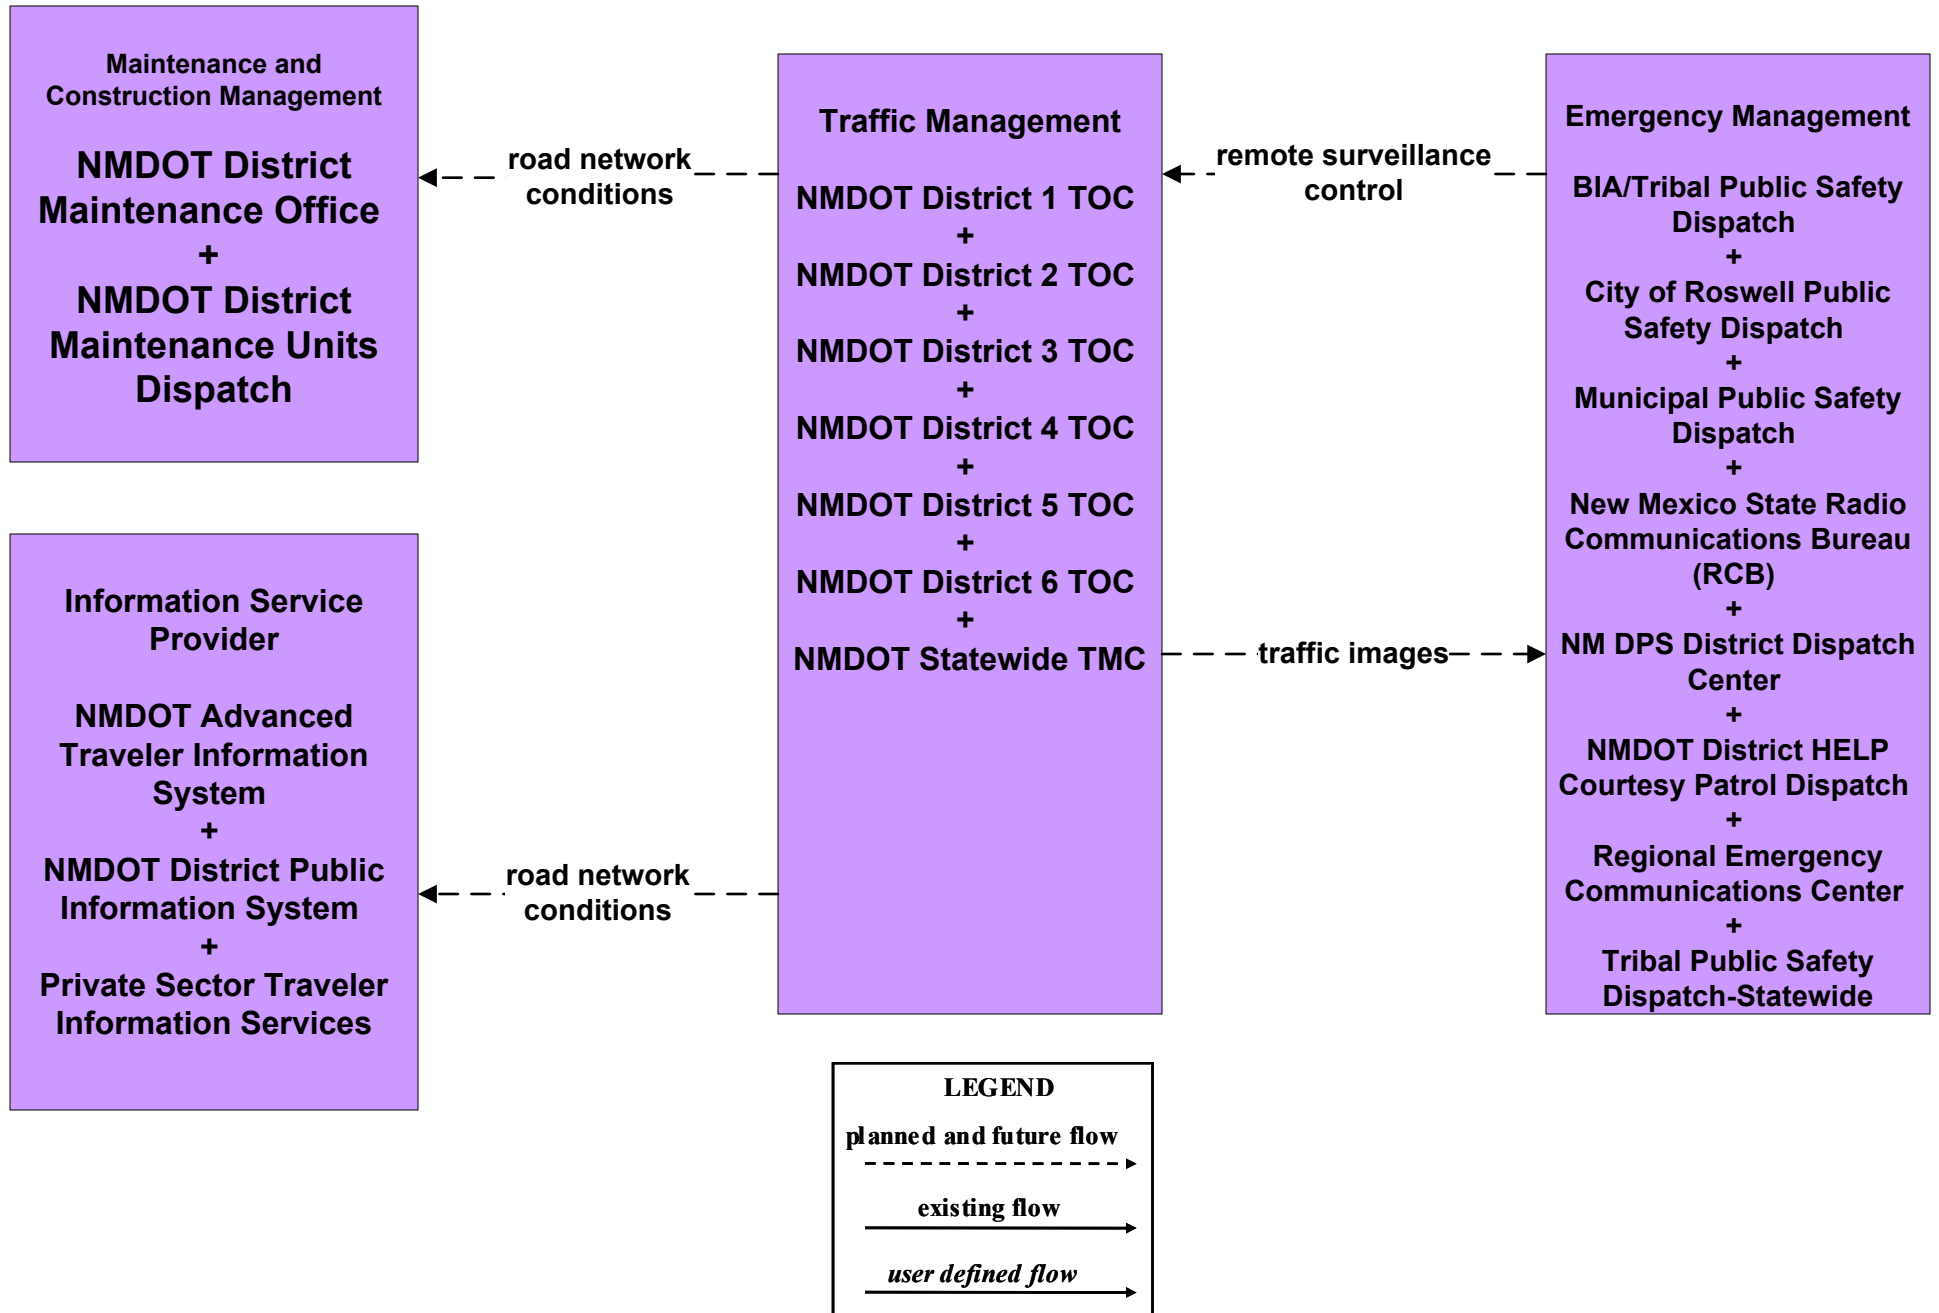 Maintenance and
Construction Management
NMDOT District
Maintenance Office
+
NMDOT District
Maintenance Units
Dispatch
Information Service
Provider
NMDOT Advanced
Traveler Information
System
+
NMDOT District Public
Information System
+
Private Sector Traveler
Information Services
road network
conditions
road network
conditions
Traffic Management
NMDOT District 1 TOC
+
NMDOT District 2 TOC
+
NMDOT District 3 TOC
+
NMDOT District 4 TOC
+
NMDOT District 5 TOC
+
NMDOT District 6 TOC
+
NMDOT Statewide TMC
remote surveillance
control
traffic images
Emergency Management
BIA/Tribal Public Safety
Dispatch
+
City of Roswell Public
Safety Dispatch
+
Municipal Public Safety
Dispatch
+
New Mexico State Radio
Communications Bureau
(RCB)
+
NM DPS District Dispatch
Center
+
NMDOT District HELP
Courtesy Patrol Dispatch
+
Regional Emergency
Communications Center
+
Tribal Public Safety
Dispatch-Statewide
LEGEND
planned and future flow
existing flow
user defined flow